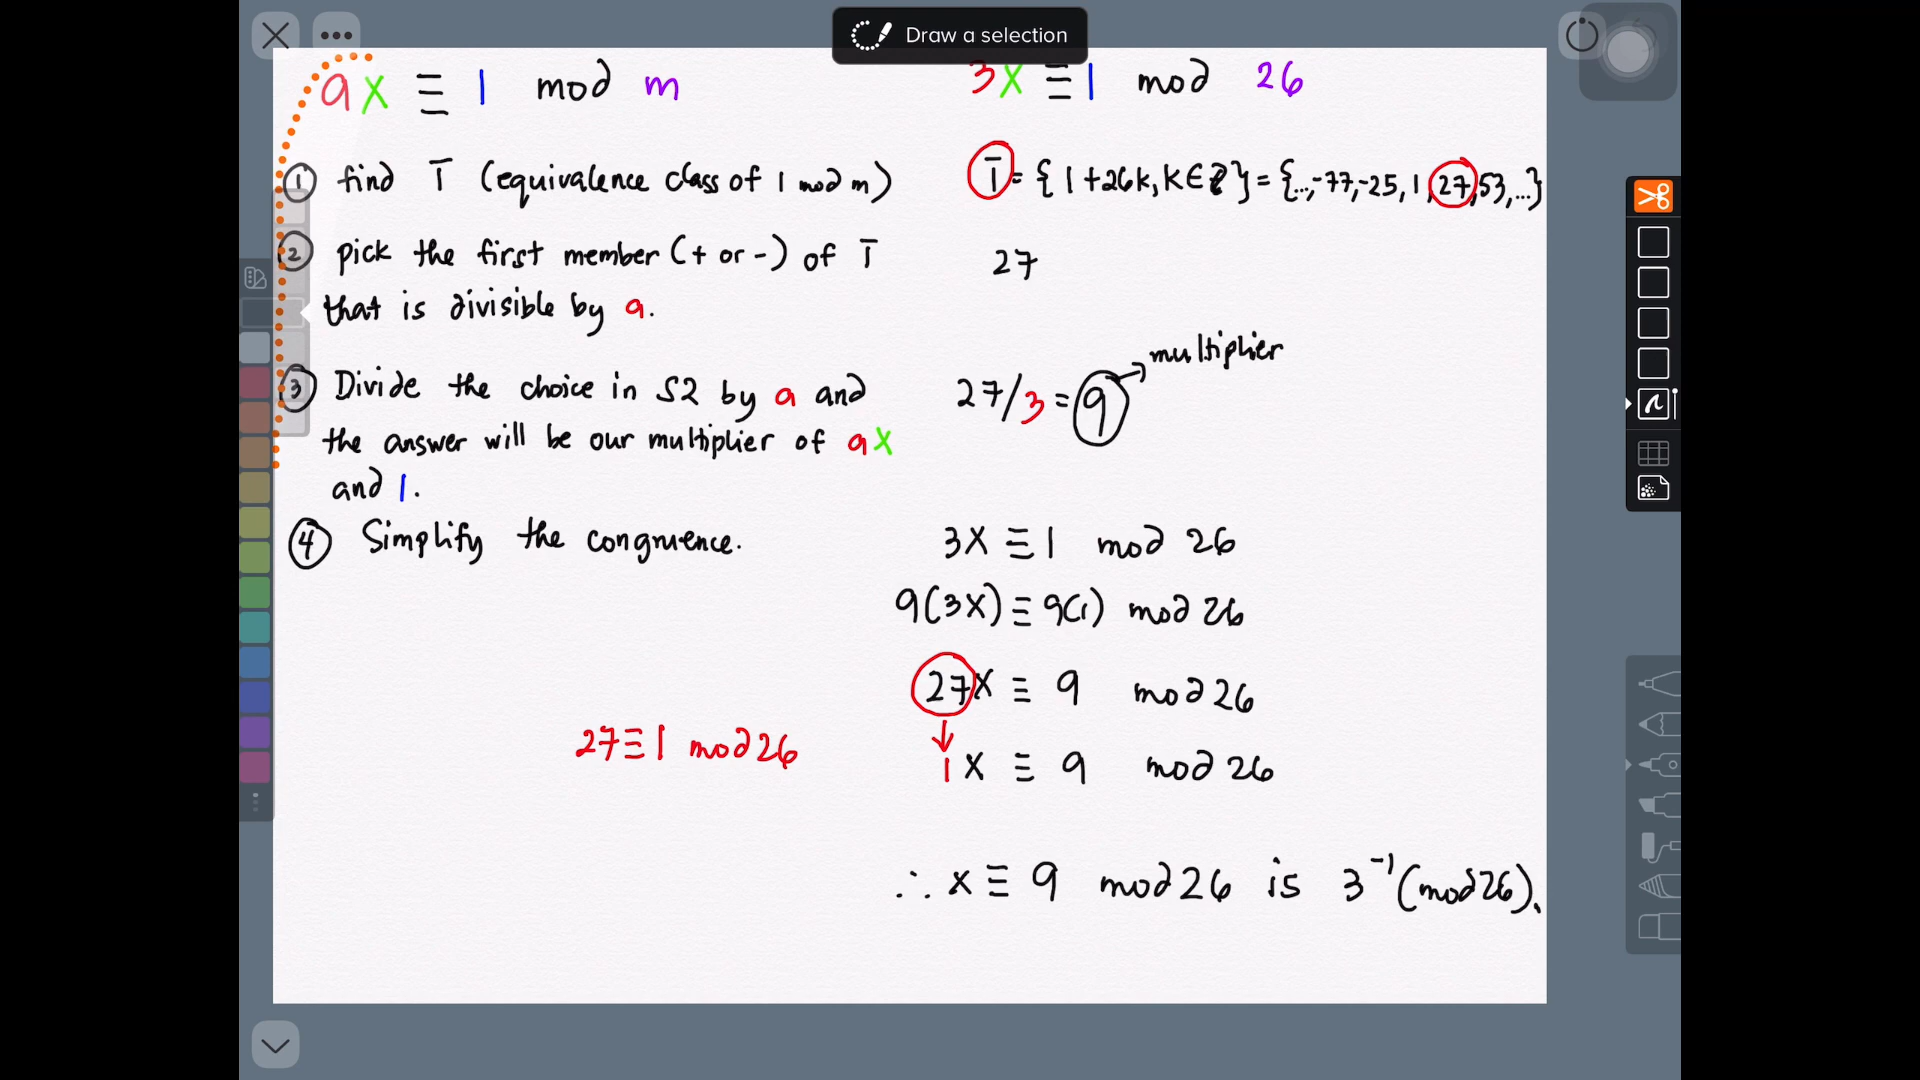 Draw a selection
ax ≡ 1 mod m
3x ≡ 1 mod 26
① find 1̄ (equivalence class of 1 mod m)
1̄ = {1+26k, k∈ℤ} = {..,-77,-25, 1, 27, 53, ...}
② pick the first member (+ or -) of 1̄
that is divisible by a.
27
③ Divide the choice in S2 by a and
the answer will be our multiplier of ax
and 1.
27/3 = 9 → multiplier
④ Simplify the congruence.
3x ≡ 1 mod 26
9(3x) ≡ 9(1) mod 26
27x ≡ 9 mod 26
27 ≡ 1 mod 26
↓
1x ≡ 9 mod 26
∴ x ≡ 9 mod 26 is 3⁻¹ (mod 26).